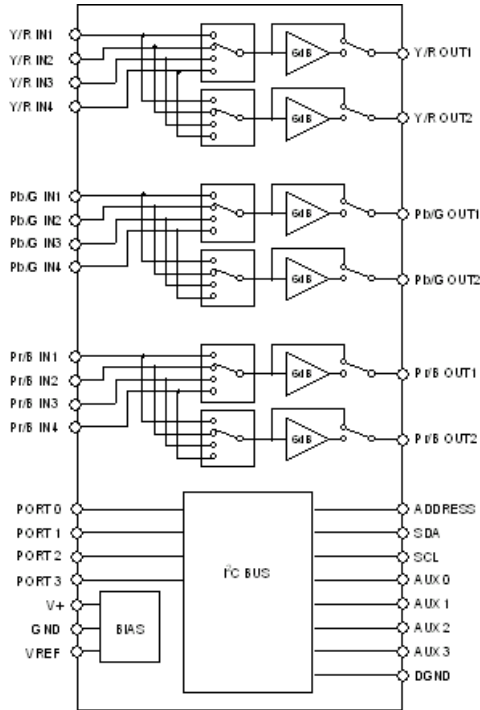 Y/R IN1
Y/R IN2
Y/R IN3
Y/R IN4
6dB
Y/R OUT1
6dB
Y/R OUT2
Pb/G IN1
Pb/G IN2
Pb/G IN3
Pb/G IN4
6dB
Pb/G OUT1
6dB
Pb/G OUT2
Pr/B IN1
Pr/B IN2
Pr/B IN3
Pr/B IN4
6dB
Pr/B OUT1
6dB
Pr/B OUT2
PORT 0
PORT 1
PORT 2
PORT 3
V+
GND
VREF
BIAS
I²C BUS
ADDRESS
SDA
SCL
AUX 0
AUX 1
AUX 2
AUX 3
DGND